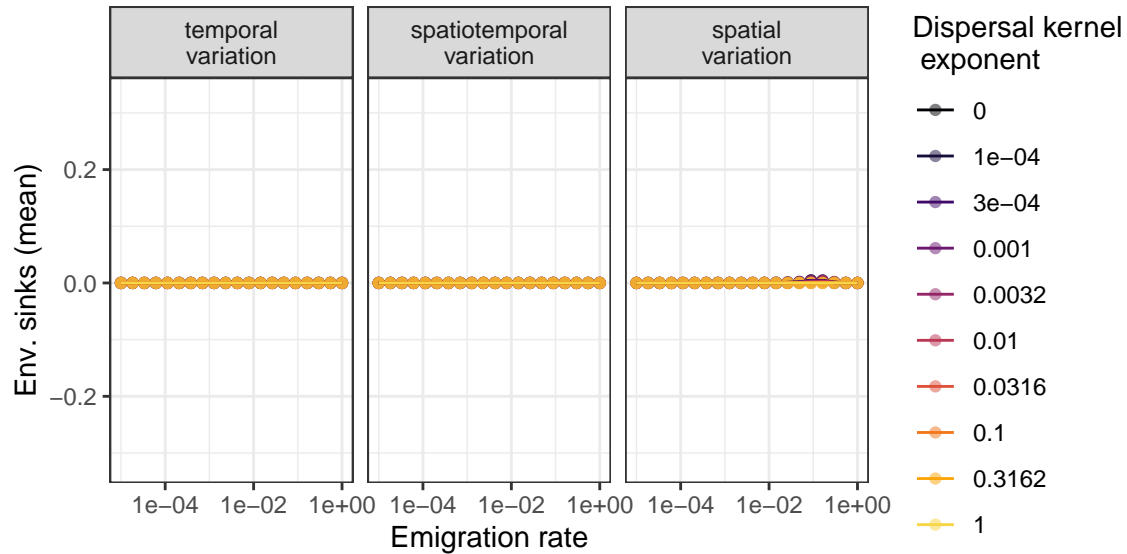 temporal
variation
spatiotemporal
variation
spatial
variation
Env. sinks (mean)
0.2
0.0
−0.2
1e−04
1e−02
1e+00
1e−04
1e−02
1e+00
1e−04
1e−02
1e+00
Emigration rate
Dispersal kernel
exponent
0
1e−04
3e−04
0.001
0.0032
0.01
0.0316
0.1
0.3162
1